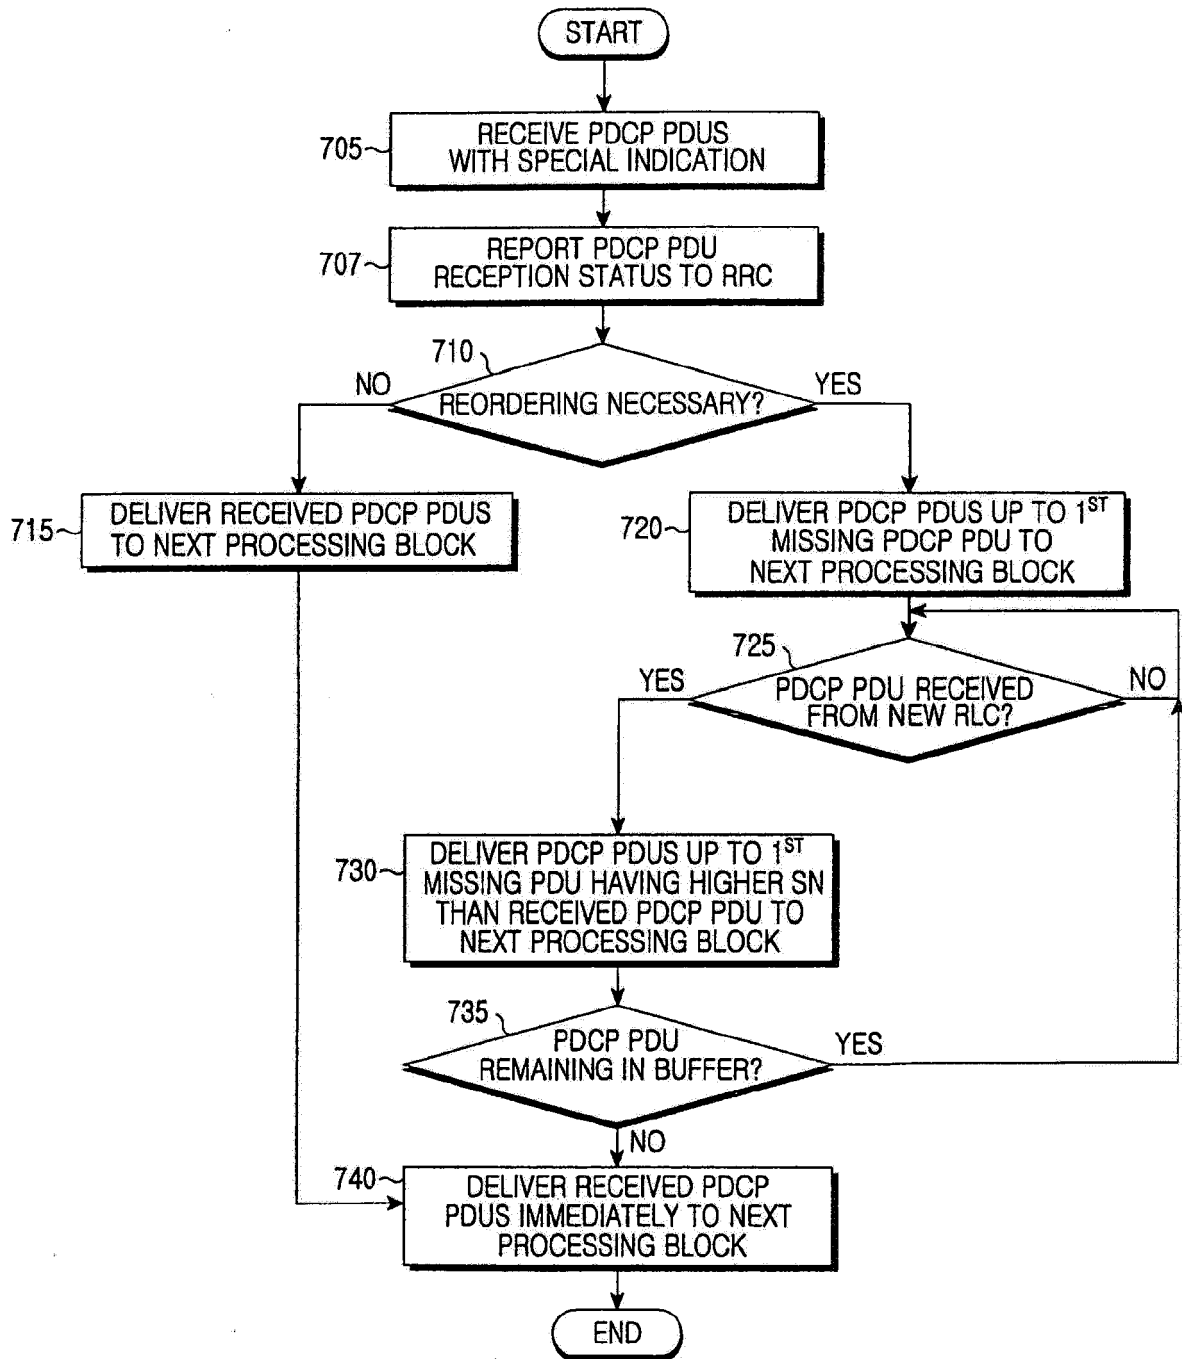 START
705
RECEIVE PDCP PDUS
WITH SPECIAL INDICATION
707
REPORT PDCP PDU
RECEPTION STATUS TO RRC
710
NO
REORDERING NECESSARY?
YES
715
DELIVER RECEIVED PDCP PDUS
TO NEXT PROCESSING BLOCK
720
DELIVER PDCP PDUS UP TO 1ST
MISSING PDCP PDU TO
NEXT PROCESSING BLOCK
725
YES
PDCP PDU RECEIVED
FROM NEW RLC?
NO
730
DELIVER PDCP PDUS UP TO 1ST
MISSING PDU HAVING HIGHER SN
THAN RECEIVED PDCP PDU TO
NEXT PROCESSING BLOCK
735
PDCP PDU
REMAINING IN BUFFER?
YES
NO
740
DELIVER RECEIVED PDCP
PDUS IMMEDIATELY TO NEXT
PROCESSING BLOCK
END